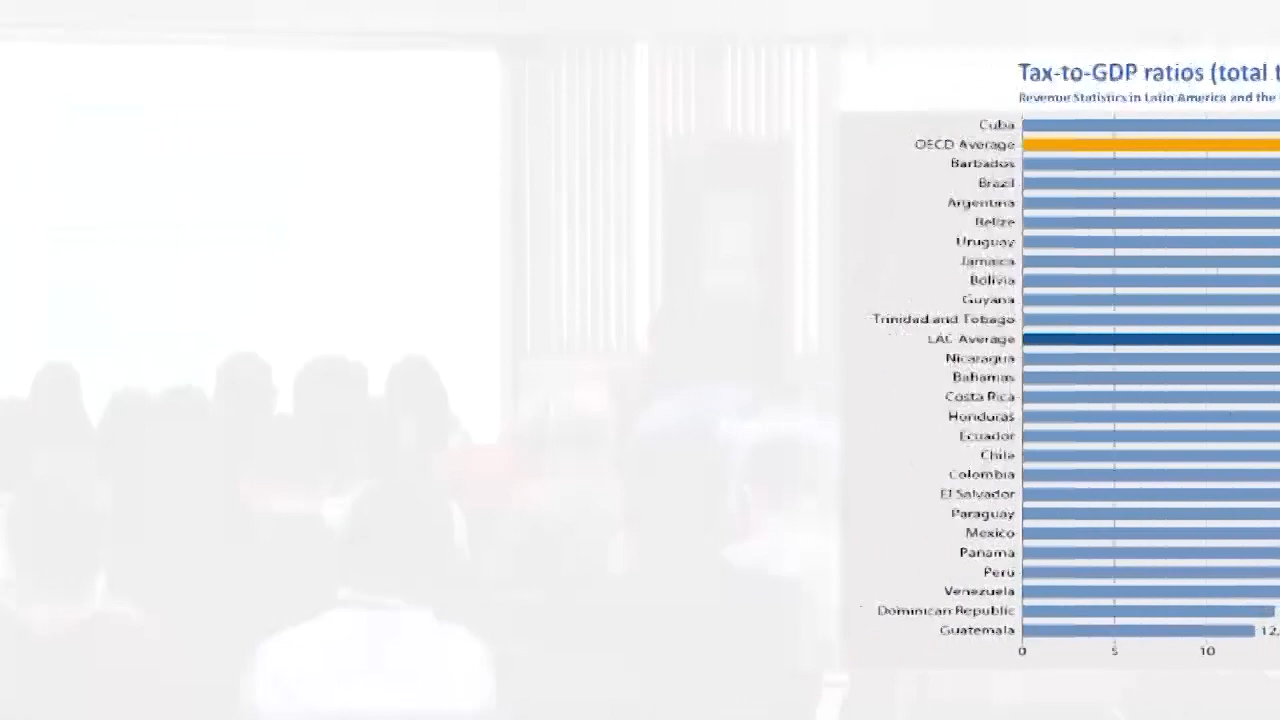 Tax-to-GDP ratios (total t
Revenue Statistics in Latin America and the
Cuba
OECD Average
Barbados
Brazil
Argentina
Belize
Uruguay
Jamaica
Bolivia
Guyana
Trinidad and Tobago
LAC Average
Nicaragua
Bahamas
Costa Rica
Honduras
Ecuador
Chile
Colombia
El Salvador
Paraguay
Mexico
Panama
Peru
Venezuela
Dominican Republic
Guatemala 12,
0 5 10